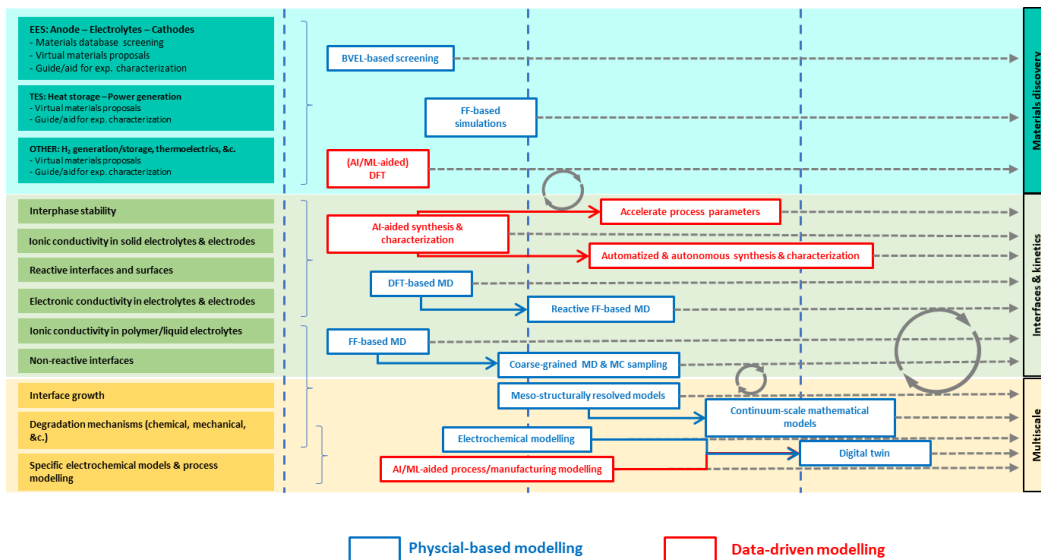 EES: Anode – Electrolytes – Cathodes
- Materials database screening
- Virtual materials proposals
- Guide/aid for exp. characterization
TES: Heat storage – Power generation
- Virtual materials proposals
- Guide/aid for exp. characterization
OTHER: H₂ generation/storage, thermoelectrics, &c.
- Virtual materials proposals
- Guide/aid for exp. characterization
BVEL-based screening
FF-based
simulations
(AI/ML-aided)
DFT
Materials discovery
Interphase stability
Ionic conductivity in solid electrolytes & electrodes
Reactive interfaces and surfaces
Electronic conductivity in electrolytes & electrodes
Ionic conductivity in polymer/liquid electrolytes
Non-reactive interfaces
AI-aided synthesis &
characterization
Accelerate process parameters
Automatized & autonomous synthesis & characterization
DFT-based MD
Reactive FF-based MD
FF-based MD
Coarse-grained MD & MC sampling
Interfaces & kinetics
Interface growth
Degradation mechanisms (chemical, mechanical,
&c.)
Specific electrochemical models & process
modelling
Meso-structurally resolved models
Continuum-scale mathematical
models
Electrochemical modelling
Digital twin
AI/ML-aided process/manufacturing modelling
Multiscale
Physcial-based modelling
Data-driven modelling